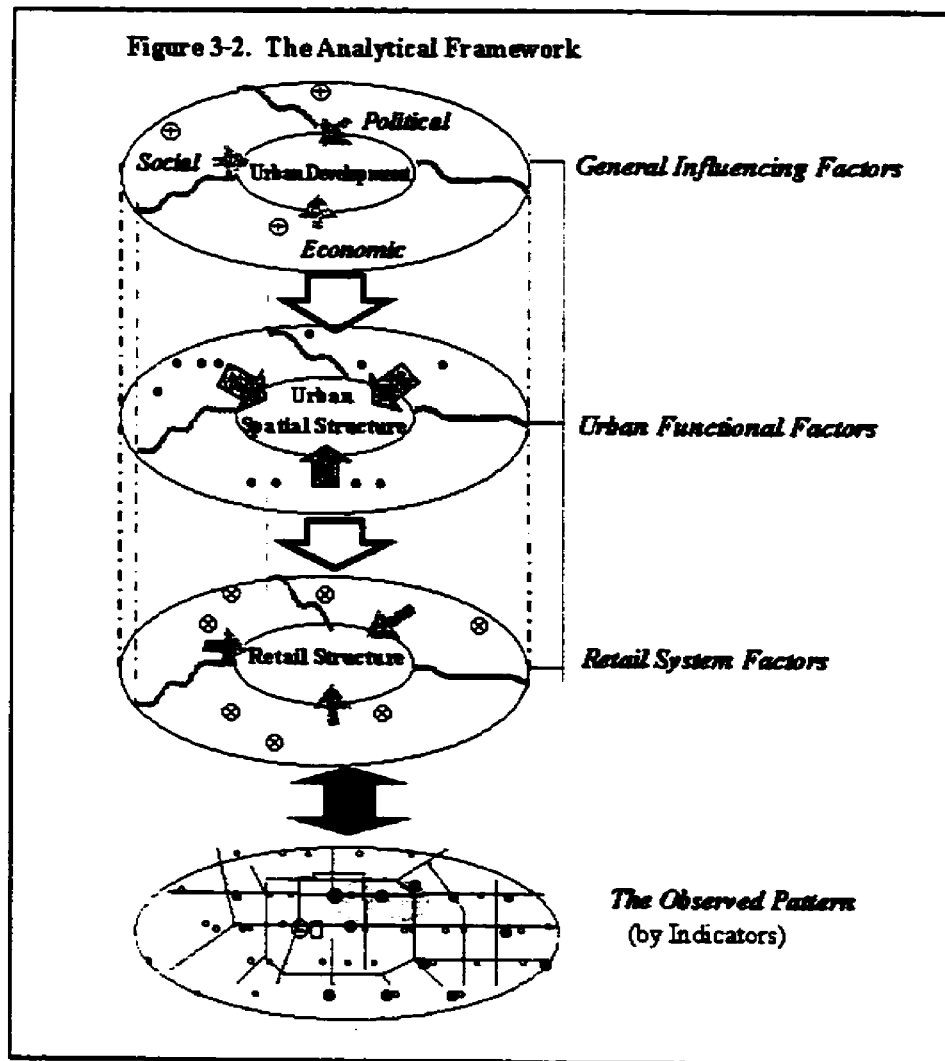 Figure 3-2. The Analytical Framework
Political
Social
Urban Development
General Influencing Factors
Economic
Urban
Spatial Structure
Urban Functional Factors
Retail Structure
Retail System Factors
The Observed Pattern
(by Indicators)